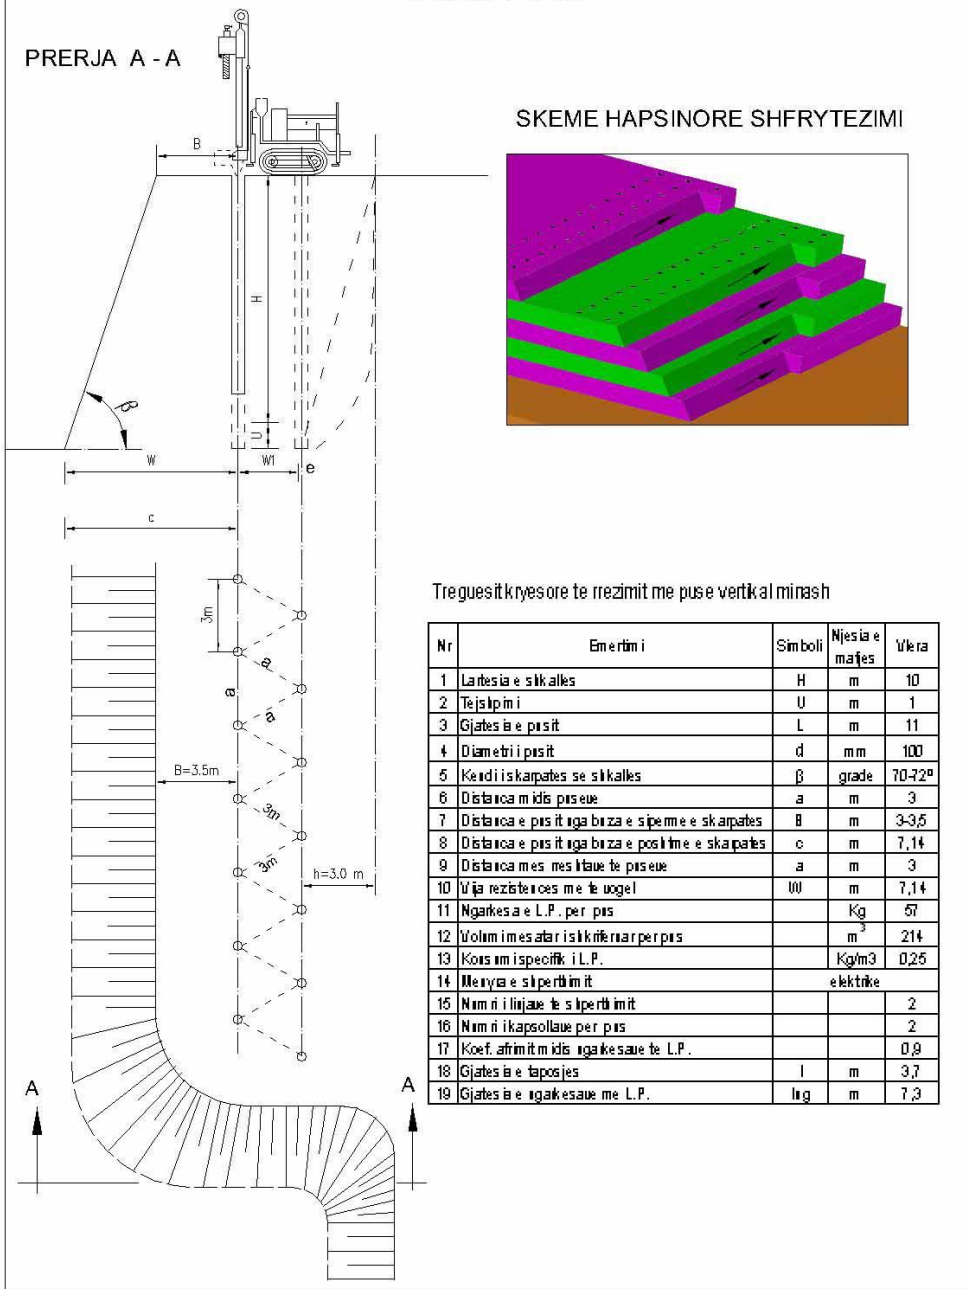 PRERJA A - A
B
H
U
β
W
W1
e
c
SKEME HAPSINORE SHFRYTEZIMI
3m
a
a
a
B=3.5m
3m
3m
h=3.0 m
A
A
Treguesit kryesore te rrezimit me puse vertikal minash
Nr Emertimi Simboli Njesia e matjes Vlera
1 Lartesia e shkalles H m 10
2 Tejshpimi U m 1
3 Gjatesia e pusit L m 11
4 Diametri i pusit d mm 100
5 Kendi i skarpates se shkalles β grade 70-72º
6 Distanca midis puseve a m 3
7 Distanca e pusit nga buza e siperme e skarpates B m 3-3,5
8 Distanca e pusit nga buza e poshtme e skarpates c m 7,14
9 Distanca mes rreshtave te puseve a m 3
10 Vija rezistences me te vogel W m 7,14
11 Ngarkesa e L.P. per pus Kg 57
12 Volumi mesatar i shkriferuar per pus m3 214
13 Konsumi specifik i L.P. Kg/m3 0,25
14 Menyra e shperthimit elektrike
15 Numri i linjave te shperthimit 2
16 Numri i kapsollave per pus 2
17 Koef. afrimit midis ngarkesave te L.P. 0,9
18 Gjatesia e taposjes l m 3,7
19 Gjatesia e ngarkesave me L.P. lng m 7,3